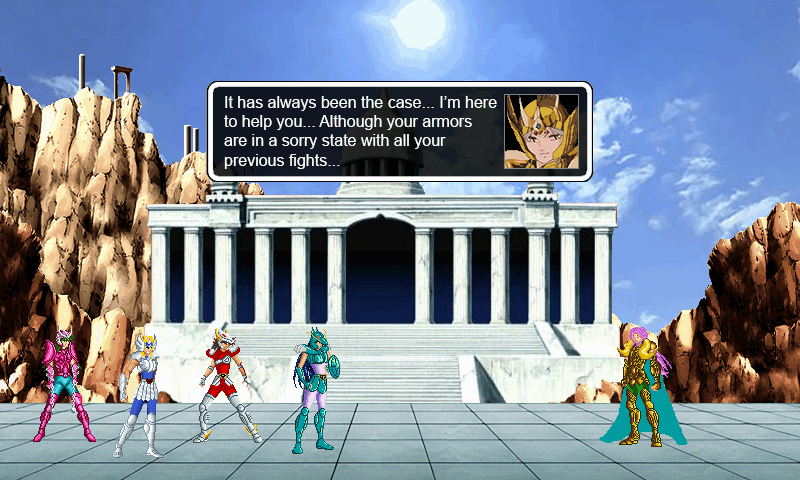 It has always been the case... I'm here
to help you... Although your armors
are in a sorry state with all your
previous fights...